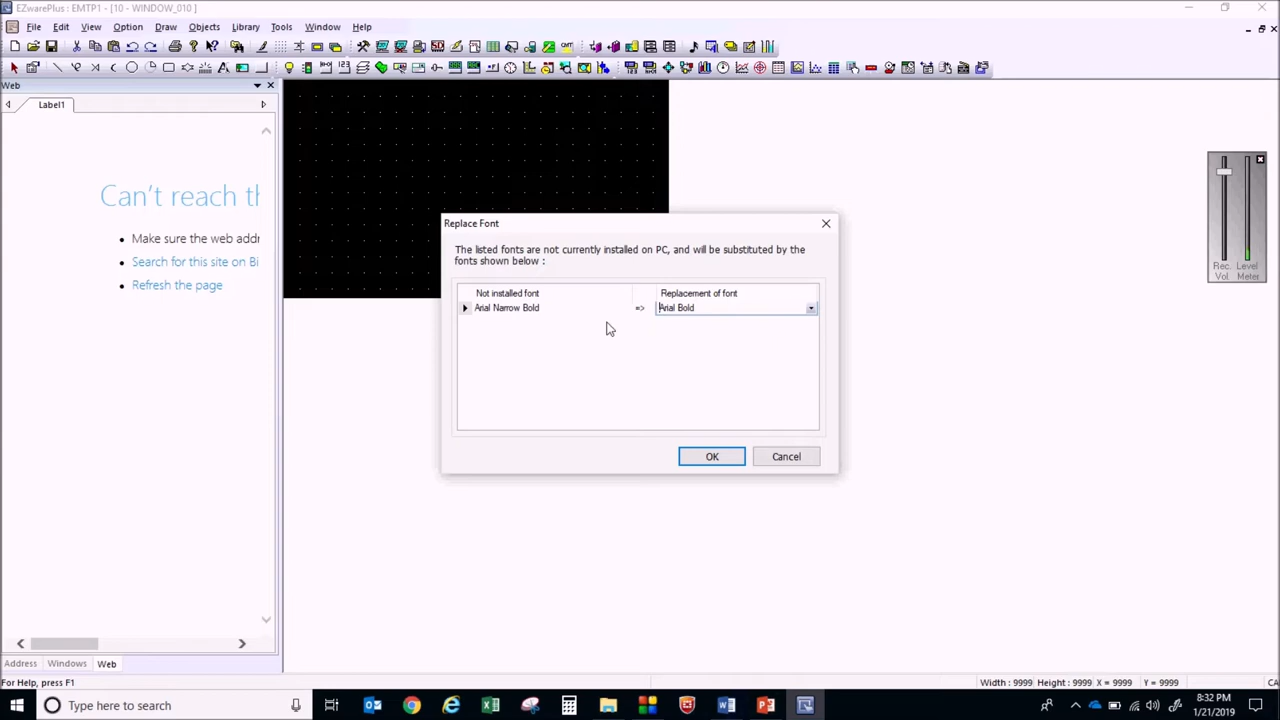 EZwarePlus - EMTP1 - [10 - WINDOW_010 ]
File Edit View Option Draw Objects Library Tools Window Help
Web
Label1
Can't reach th
Make sure the web addr
Search for this site on Bi
Refresh the page
Replace Font
The listed fonts are not currently installed on PC, and will be substituted by the
fonts shown below :
Not installed font Replacement of font
Arial Narrow Bold => Arial Bold
OK Cancel
Rec. Level
Vol. Meter
Address Windows Web
For Help, press F1
Width : 9999 Height : 9999 X = 9999 Y = 9999 CA
Type here to search
8:32 PM
1/21/2019